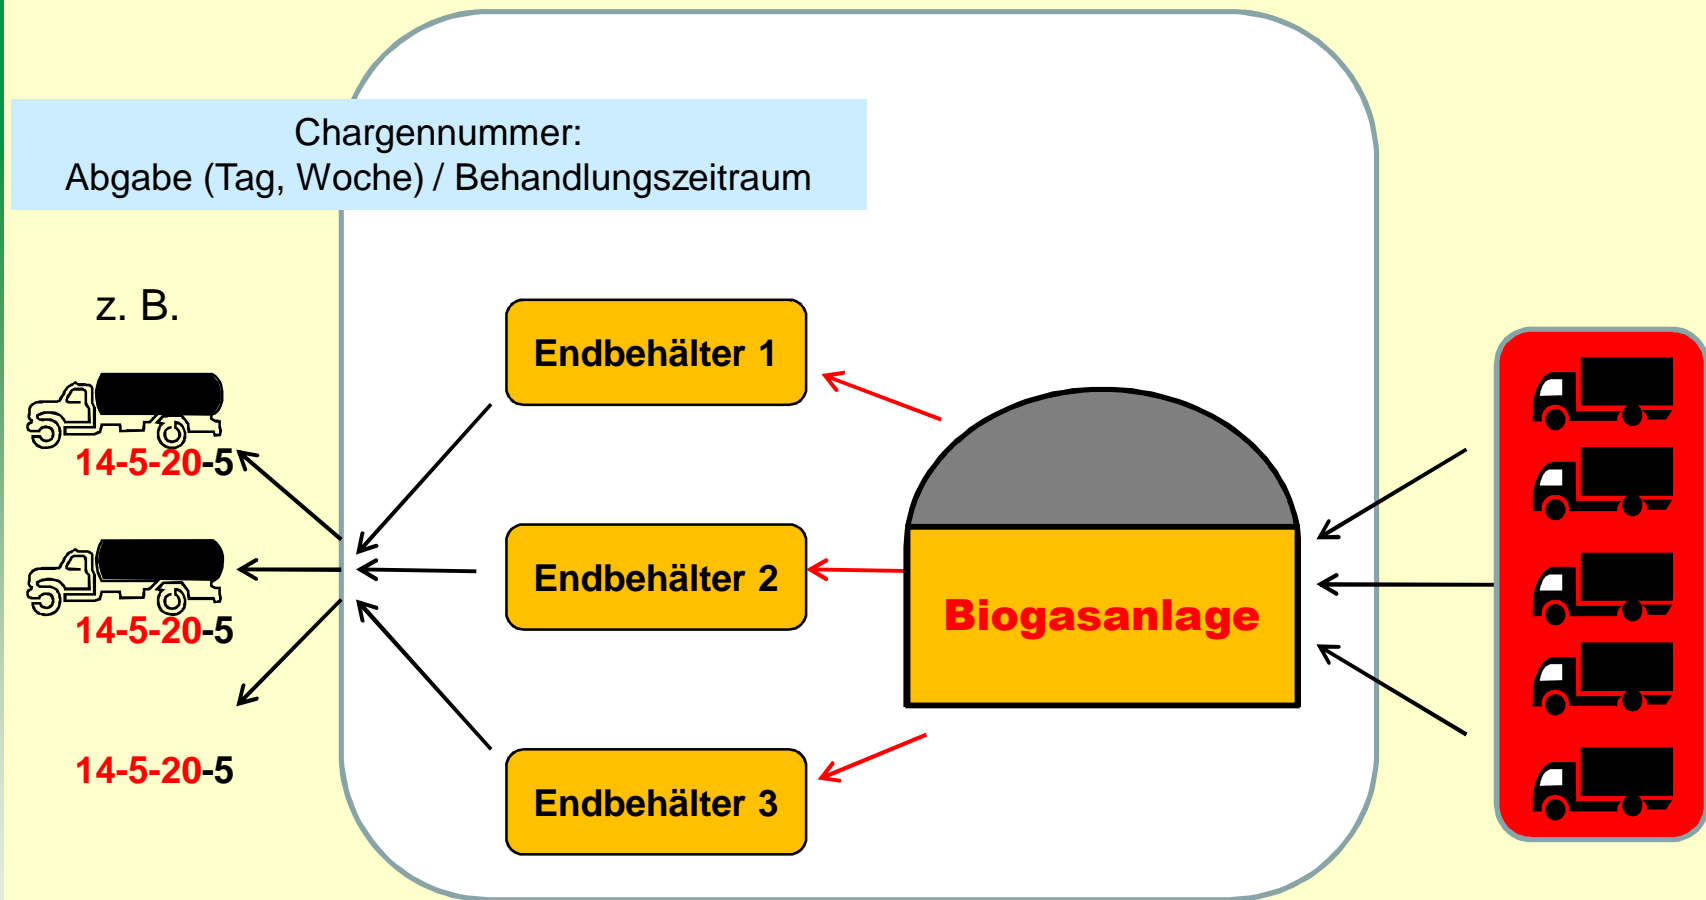 Chargennummer:
Abgabe (Tag, Woche) / Behandlungszeitraum
z. B.
14-5-20-5
14-5-20-5
14-5-20-5
Endbehälter 1
Endbehälter 2
Endbehälter 3
Biogasanlage